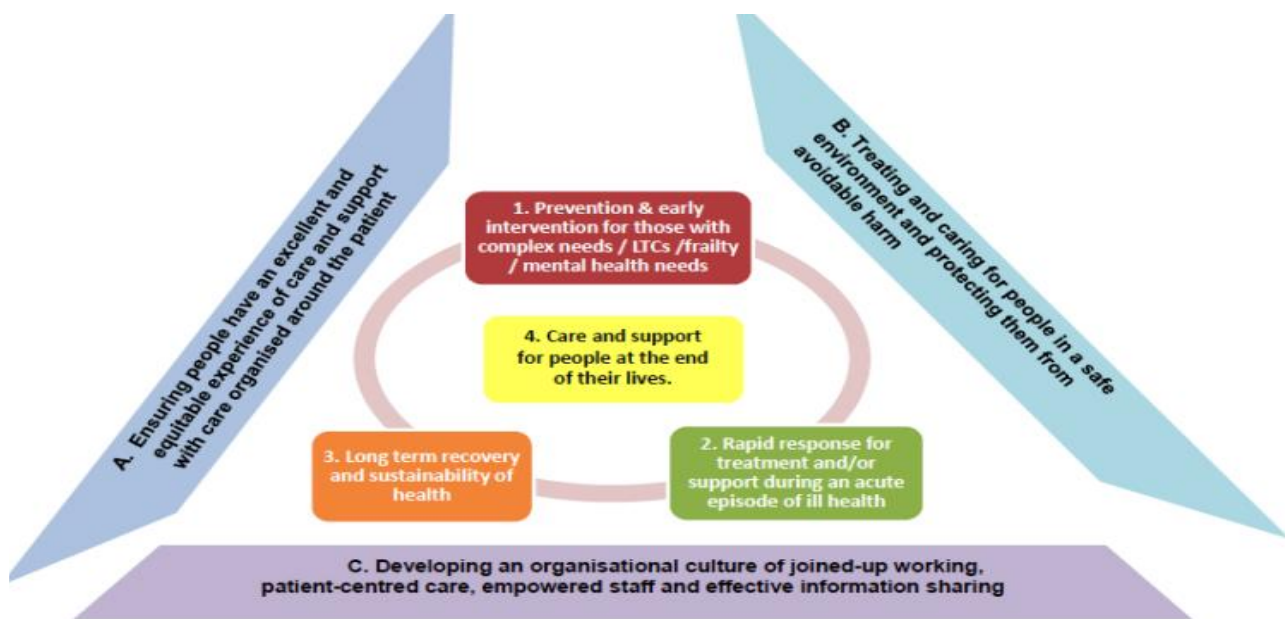 A. Ensuring people have an excellent and
equitable experience of care and support
with care organised around the patient
B. Treating and caring for people in a safe
environment and protecting them from
avoidable harm
1. Prevention & early
intervention for those with
complex needs / LTCs /frailty
/ mental health needs
4. Care and support
for people at the end
of their lives.
3. Long term recovery
and sustainability of
health
2. Rapid response for
treatment and/or
support during an acute
episode of ill health
C. Developing an organisational culture of joined-up working,
patient-centred care, empowered staff and effective information sharing